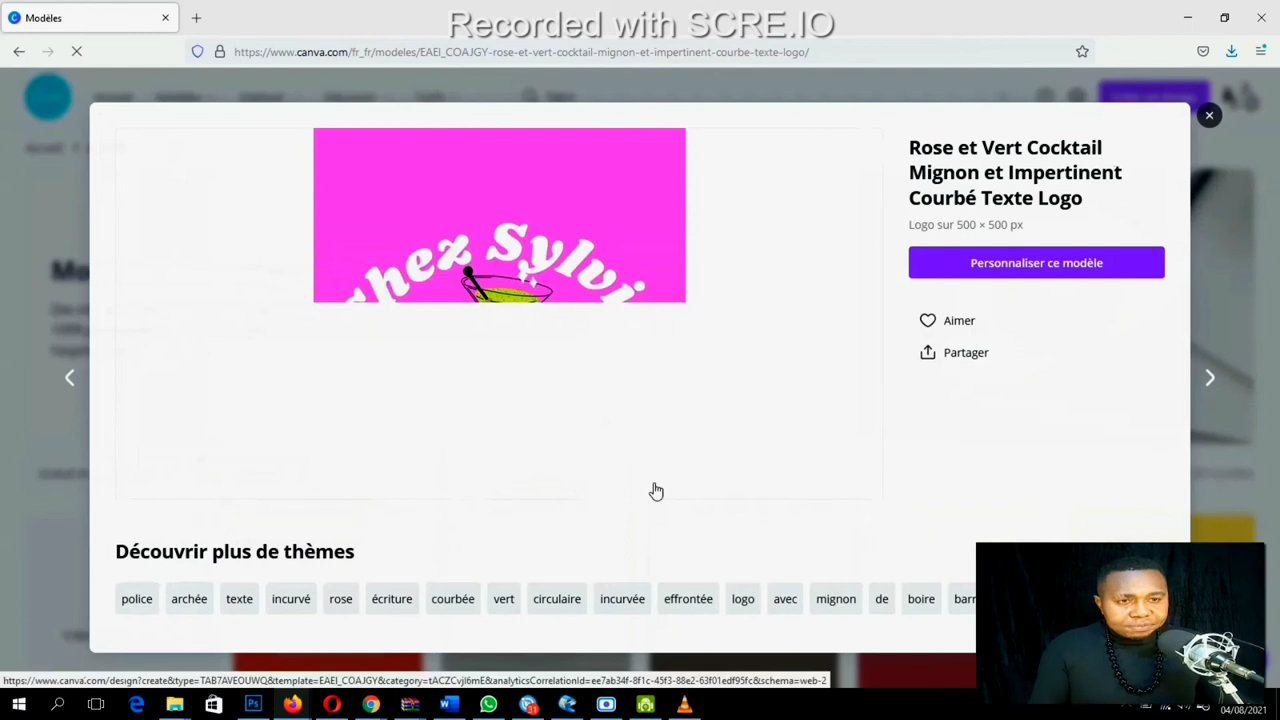 Modèles
Recorded with SCRE.IO
https://www.canva.com/fr_fr/modeles/EAEI_COAJGY-rose-et-vert-cocktail-mignon-et-impertinent-courbe-texte-logo/
chez Sylvi
Rose et Vert Cocktail
Mignon et Impertinent
Courbé Texte Logo
Logo sur 500 × 500 px
Personnaliser ce modèle
Aimer
Partager
Découvrir plus de thèmes
police archée texte incurvé rose écriture courbée vert circulaire incurvée effrontée logo avec mignon de boire barr
https://www.canva.com/design?create&type=TAB7AVEOUWQ&template=EAEI_COAJGY&category=tACZCvjI6mE&analyticsCorrelationId=ee7ab34f-8f1c-45f3-88e2-63f01edf95fc&schema=web-2
04/08/2021